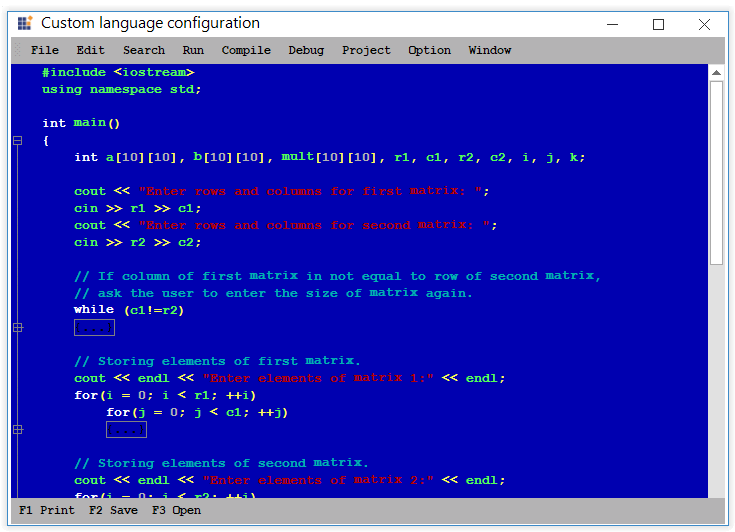 Custom language configuration
File Edit Search Run Compile Debug Project Option Window
#include <iostream>
using namespace std;
int main()
{
int a[10][10], b[10][10], mult[10][10], r1, c1, r2, c2, i, j, k;
cout << "Enter rows and columns for first matrix: ";
cin >> r1 >> c1;
cout << "Enter rows and columns for second matrix: ";
cin >> r2 >> c2;
// If column of first matrix in not equal to row of second matrix,
// ask the user to enter the size of matrix again.
while (c1!=r2)
...
// Storing elements of first matrix.
cout << endl << "Enter elements of matrix 1:" << endl;
for(i = 0; i < r1; ++i)
for(j = 0; j < c1; ++j)
...
// Storing elements of second matrix.
cout << endl << "Enter elements of matrix 2:" << endl;
for(i = 0; i < r2; ++i)
F1 Print F2 Save F3 Open